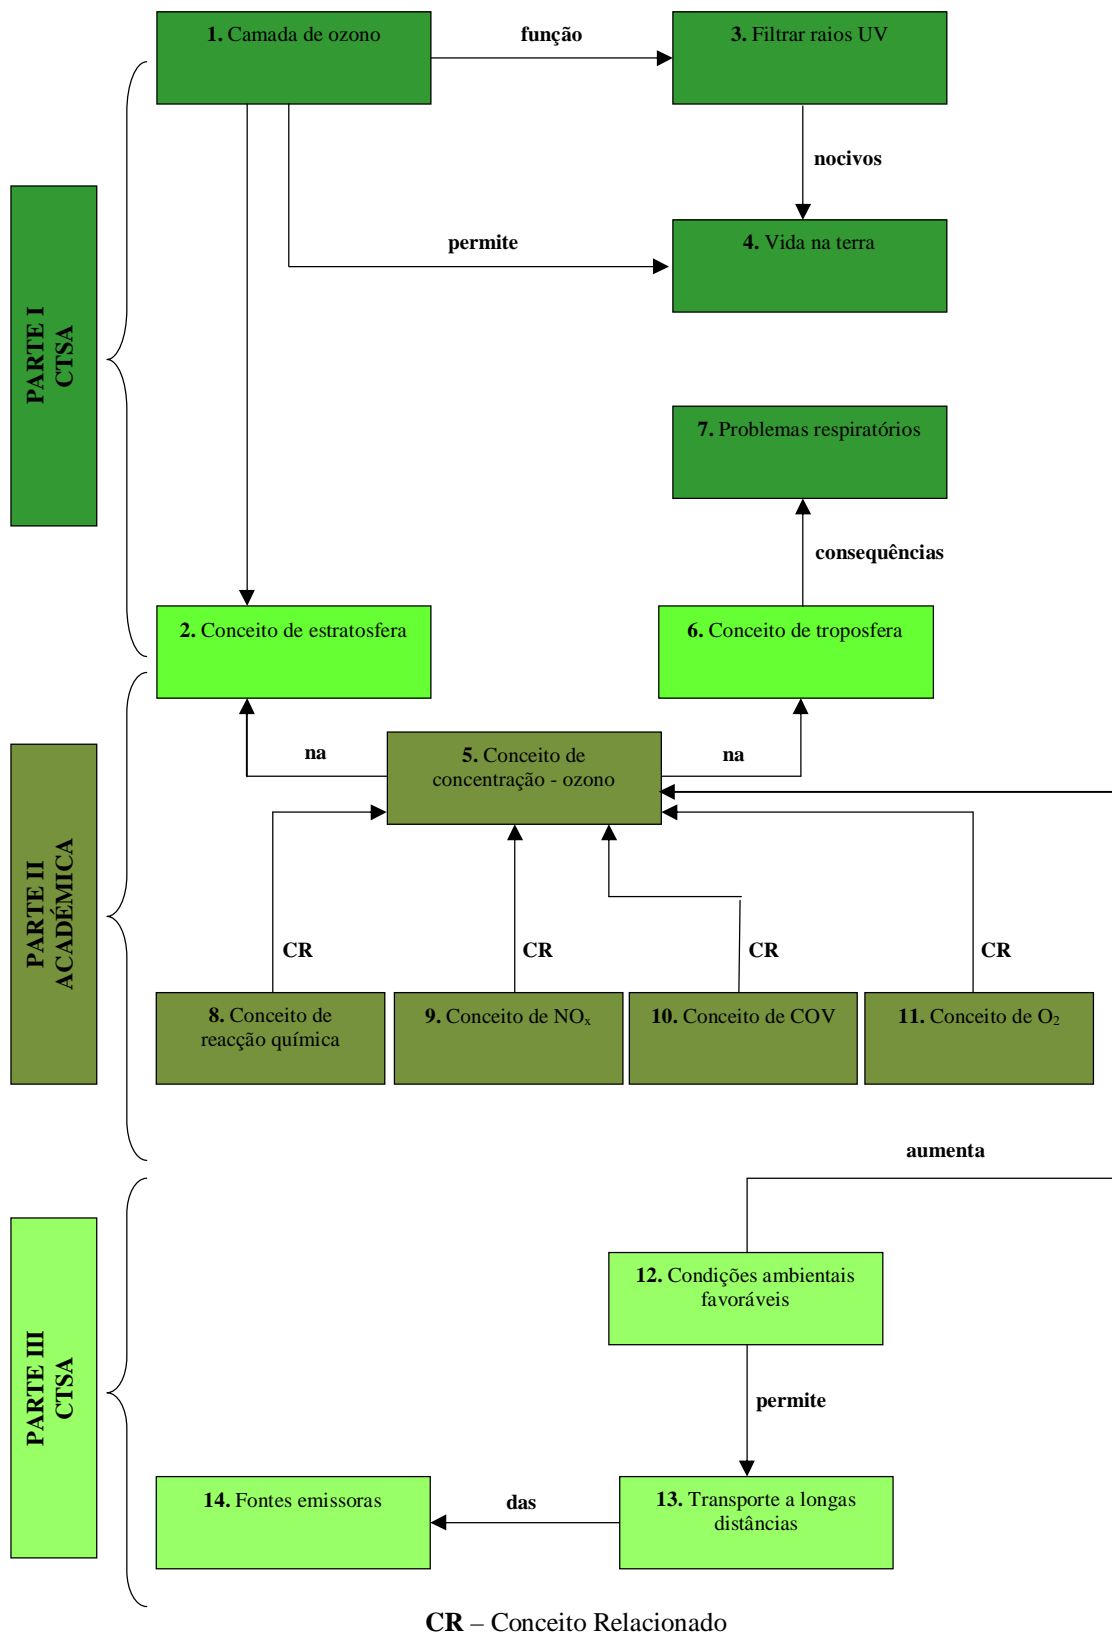 1. Camada de ozono
função
3. Filtrar raios UV
nocivos
permite
4. Vida na terra
PARTE I
CTSA
7. Problemas respiratórios
consequências
2. Conceito de estratosfera
6. Conceito de troposfera
na
5. Conceito de
concentração - ozono
na
PARTE II
ACADÉMICA
CR
CR
CR
CR
8. Conceito de
reacção química
9. Conceito de NOₓ
10. Conceito de COV
11. Conceito de O₂
aumenta
PARTE III
CTSA
12. Condições ambientais
favoráveis
permite
14. Fontes emissoras
das
13. Transporte a longas
distâncias
CR – Conceito Relacionado